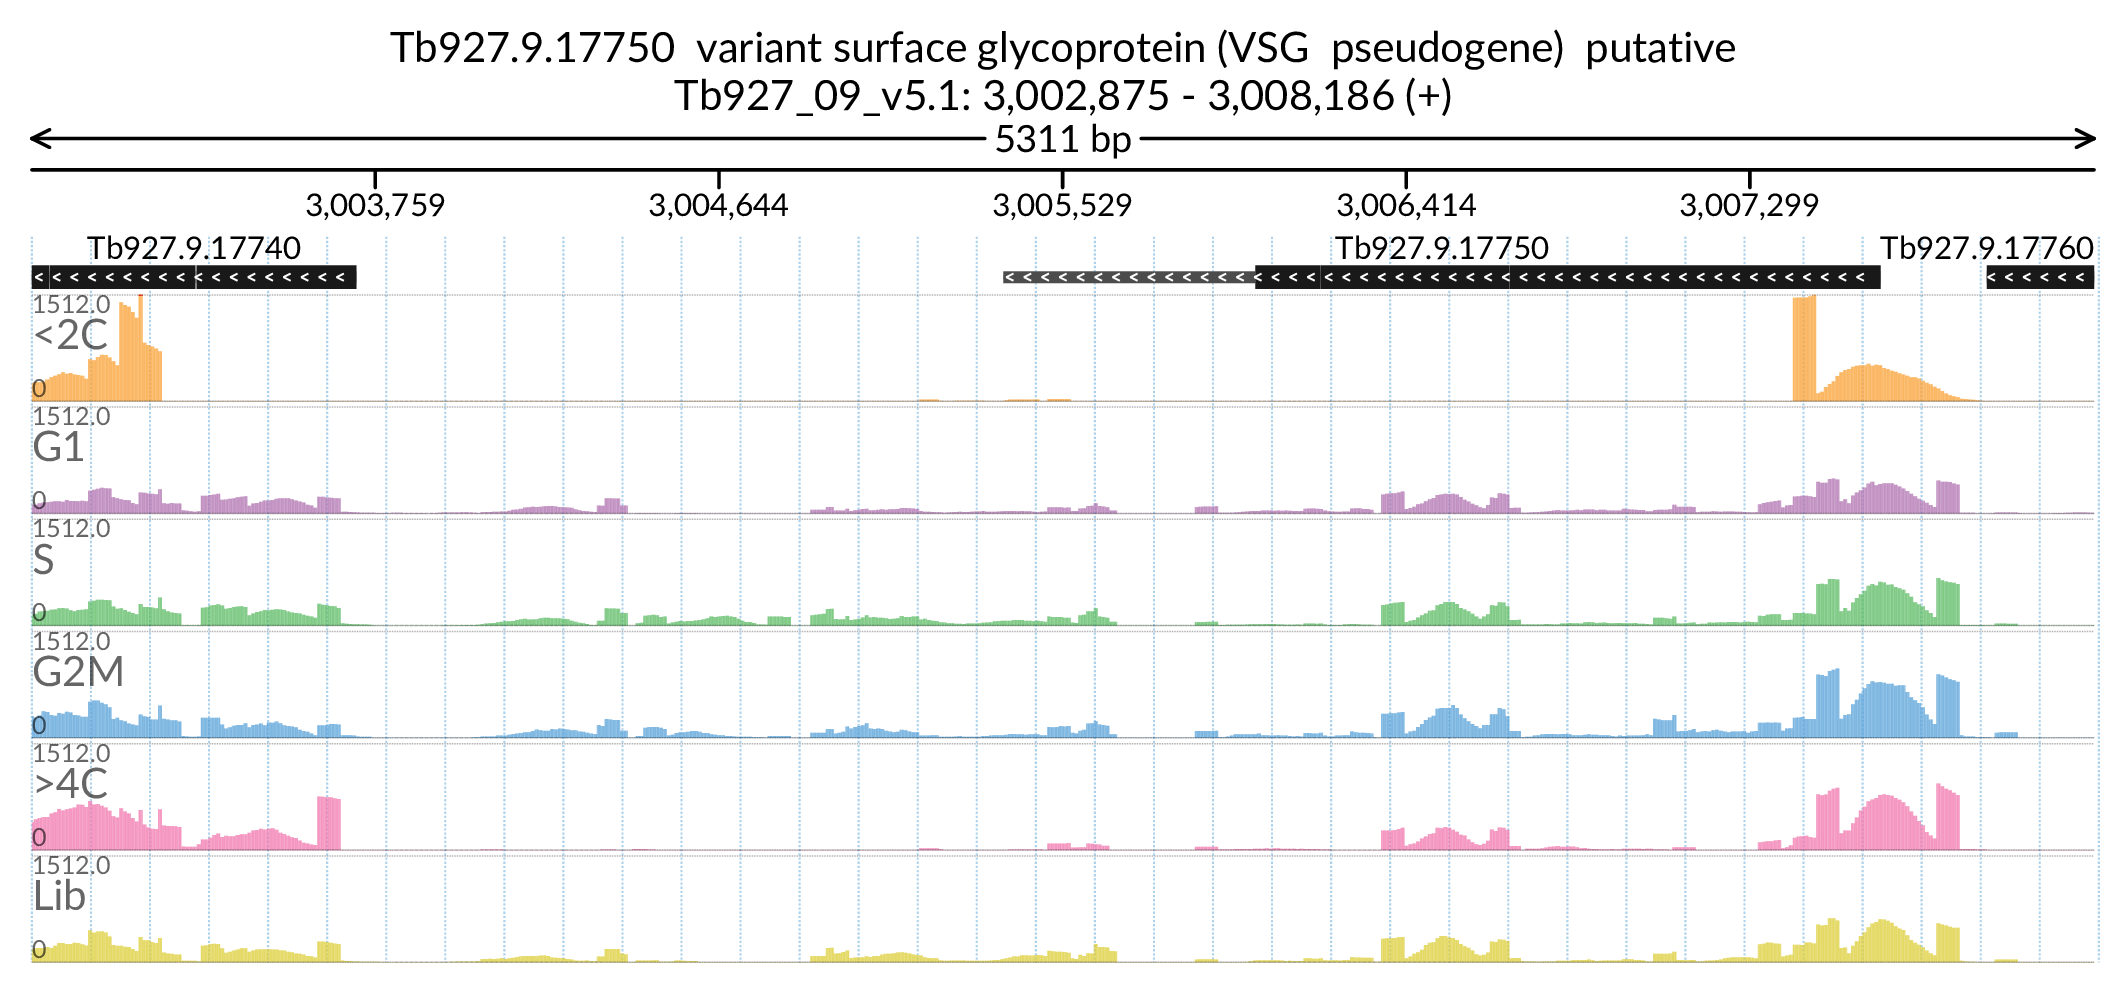 Tb927.9.17750  variant surface glycoprotein (VSG  pseudogene)  putative
Tb927_09_v5.1: 3,002,875 - 3,008,186 (+)
5311 bp
3,003,759 3,004,644 3,005,529 3,006,414 3,007,299
Tb927.9.17740 Tb927.9.17750 Tb927.9.17760
1512.0
<2C
0
1512.0
G1
0
1512.0
S
0
1512.0
G2M
0
1512.0
>4C
0
1512.0
Lib
0